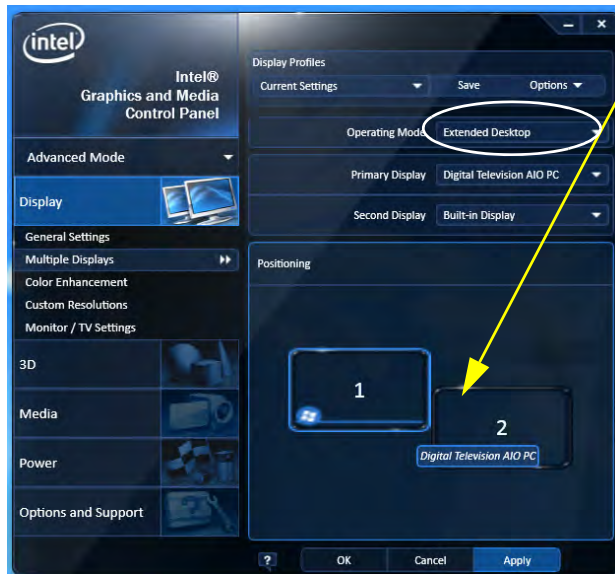 intel
Intel®
Graphics and Media
Control Panel
Advanced Mode
Display
General Settings
Multiple Displays
Color Enhancement
Custom Resolutions
Monitor / TV Settings
3D
Media
Power
Options and Support
Display Profiles
Current Settings Save Options
Operating Mode Extended Desktop
Primary Display Digital Television AIO PC
Second Display Built-in Display
Positioning
1
2
Digital Television AIO PC
? OK Cancel Apply